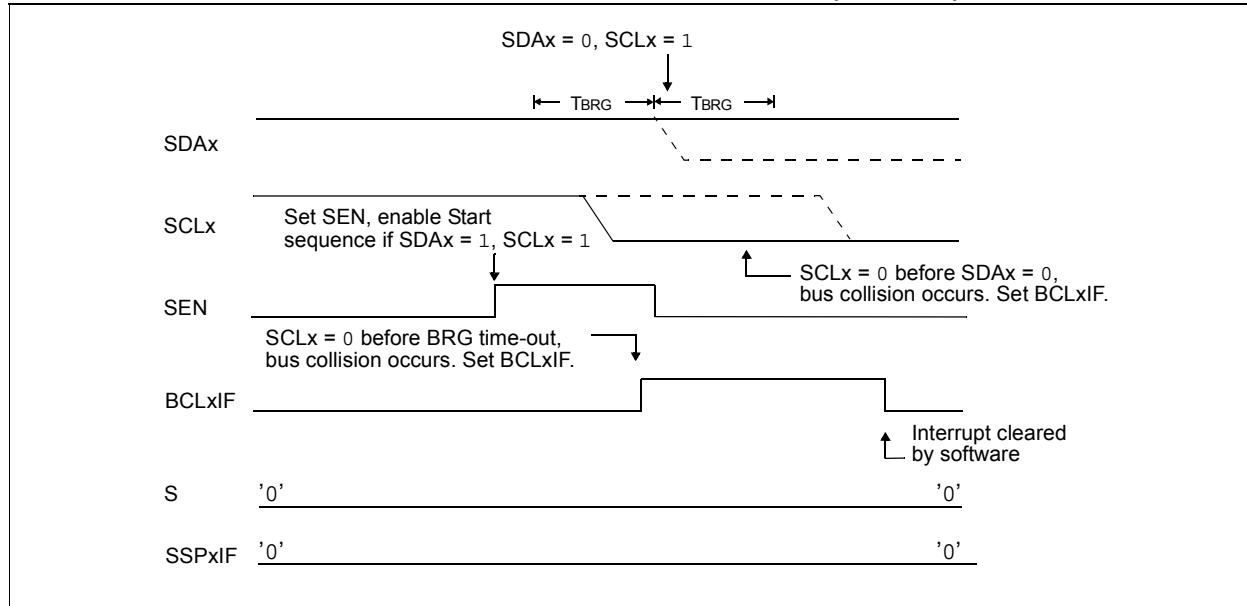 SDAx = 0, SCLx = 1
TBRG TBRG
SDAx
SCLx
Set SEN, enable Start
sequence if SDAx = 1, SCLx = 1
SCLx = 0 before SDAx = 0,
bus collision occurs. Set BCLxIF.
SEN
SCLx = 0 before BRG time-out,
bus collision occurs. Set BCLxIF.
BCLxIF
Interrupt cleared
by software
S '0' '0'
SSPxIF '0' '0'